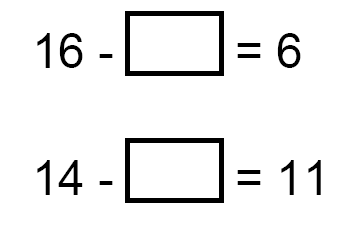 16 - □ = 6
14 - □ = 11